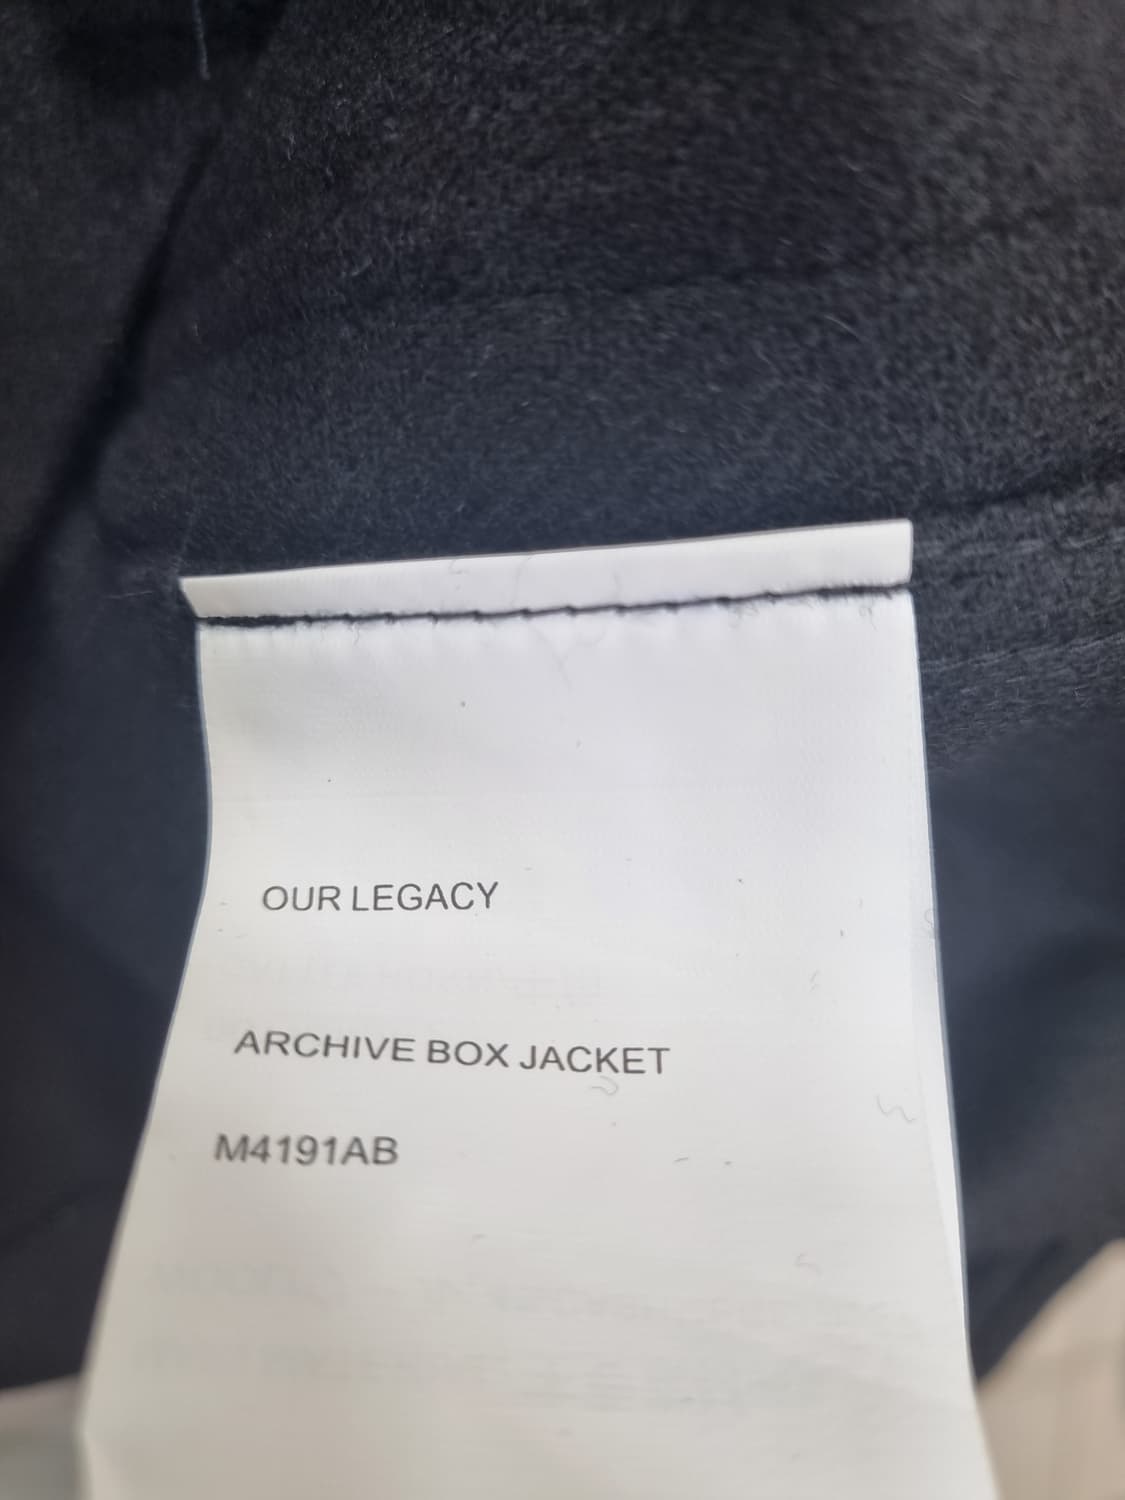 OUR LEGACY
ARCHIVE BOX JACKET
M4191AB